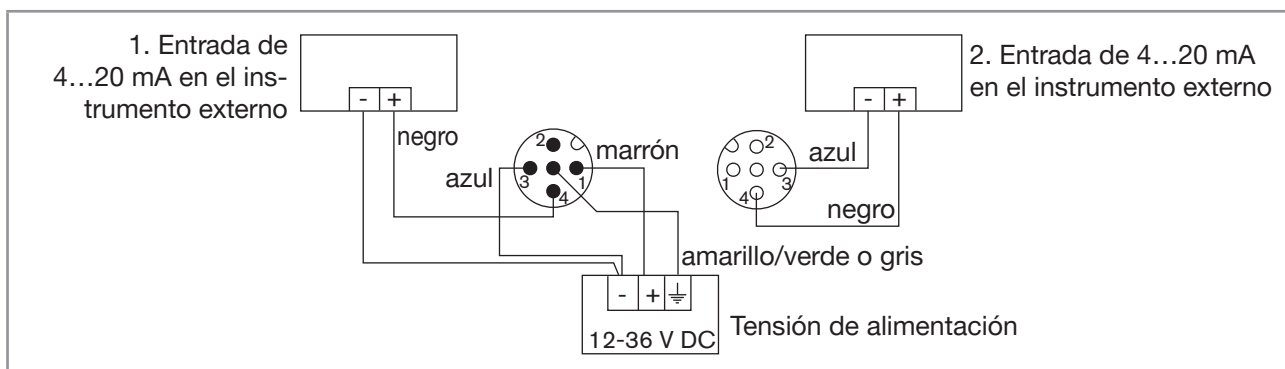 1. Entrada de
4…20 mA en el ins-
trumento externo
- +
negro
azul
2
3
1
4
marrón
2. Entrada de 4…20 mA
en el instrumento externo
- +
azul
2
1
3
4
negro
amarillo/verde o gris
- +
12-36 V DC
Tensión de alimentación